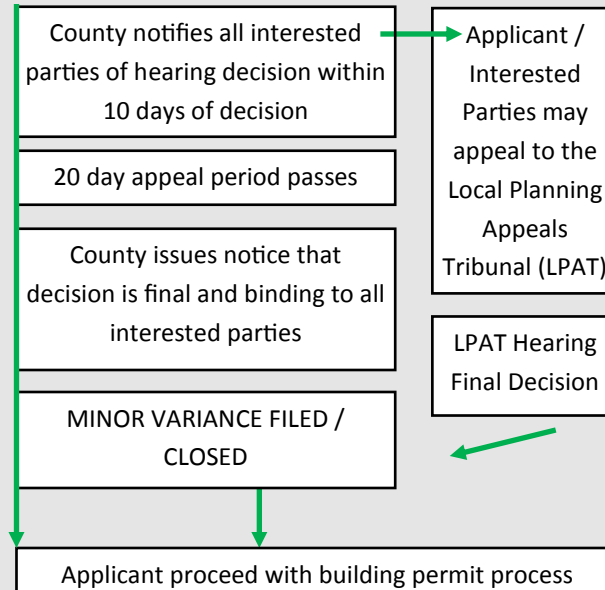 County notifies all interested
parties of hearing decision within
10 days of decision
Applicant /
Interested
Parties may
appeal to the
Local Planning
Appeals
Tribunal (LPAT)
20 day appeal period passes
County issues notice that
decision is final and binding to all
interested parties
LPAT Hearing
Final Decision
MINOR VARIANCE FILED /
CLOSED
Applicant proceed with building permit process